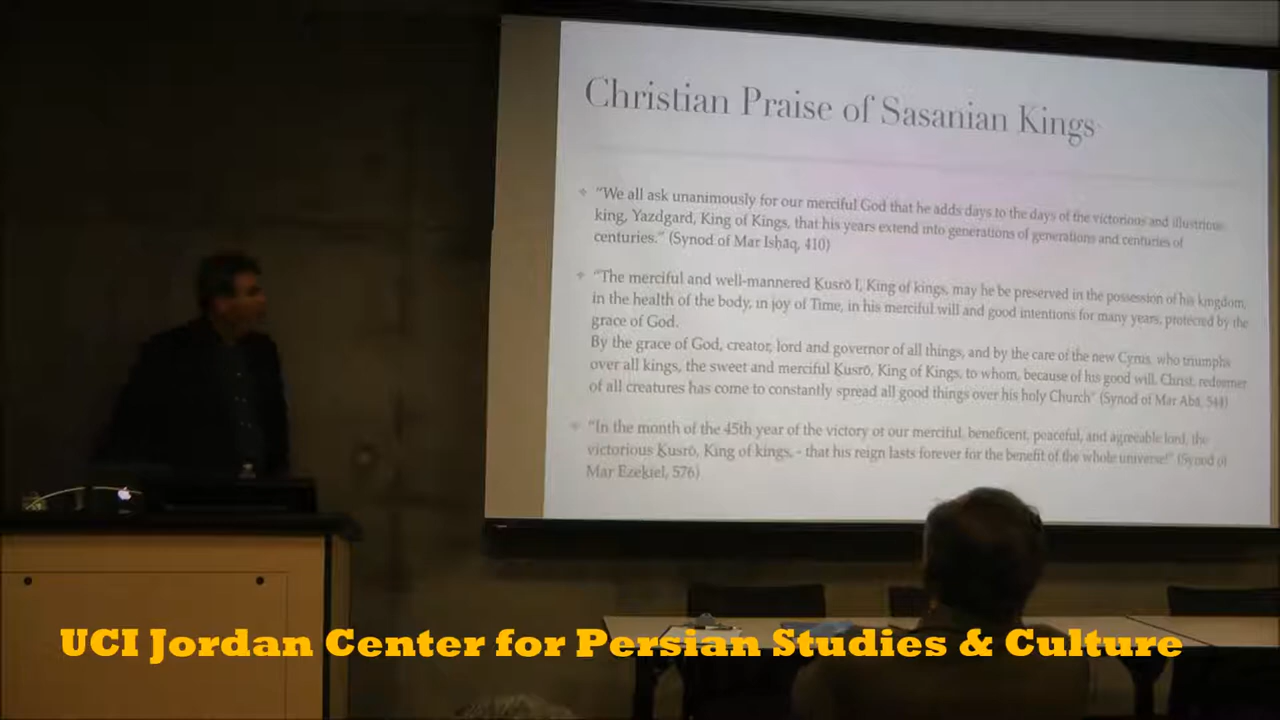 Christian Praise of Sasanian Kings
"We all ask unanimously for our merciful God that he adds days to the days of the victorious and illustrious
king, Yazdgard, King of Kings, that his years extend into generations of generations and centuries of
centuries." (Synod of Mar Isḥāq, 410)
"The merciful and well-mannered Ḵusrō I, King of kings, may he be preserved in the possession of his kingdom,
in the health of the body, in joy of Time, in his merciful will and good intentions for many years, protected by the
grace of God.
By the grace of God, creator, lord and governor of all things, and by the care of the new Cyrus, who triumphs
over all kings, the sweet and merciful Ḵusrō, King of Kings, to whom, because of his good will, Christ, redeemer
of all creatures has come to constantly spread all good things over his holy Church" (Synod of Mar Abā, 544)
"In the month of the 45th year of the victory of our merciful, beneficent, peaceful, and agreeable lord, the
victorious Ḵusrō, King of kings, - that his reign lasts forever for the benefit of the whole universe!" (Synod of
Mar Ezekiel, 576)
UCI Jordan Center for Persian Studies & Culture